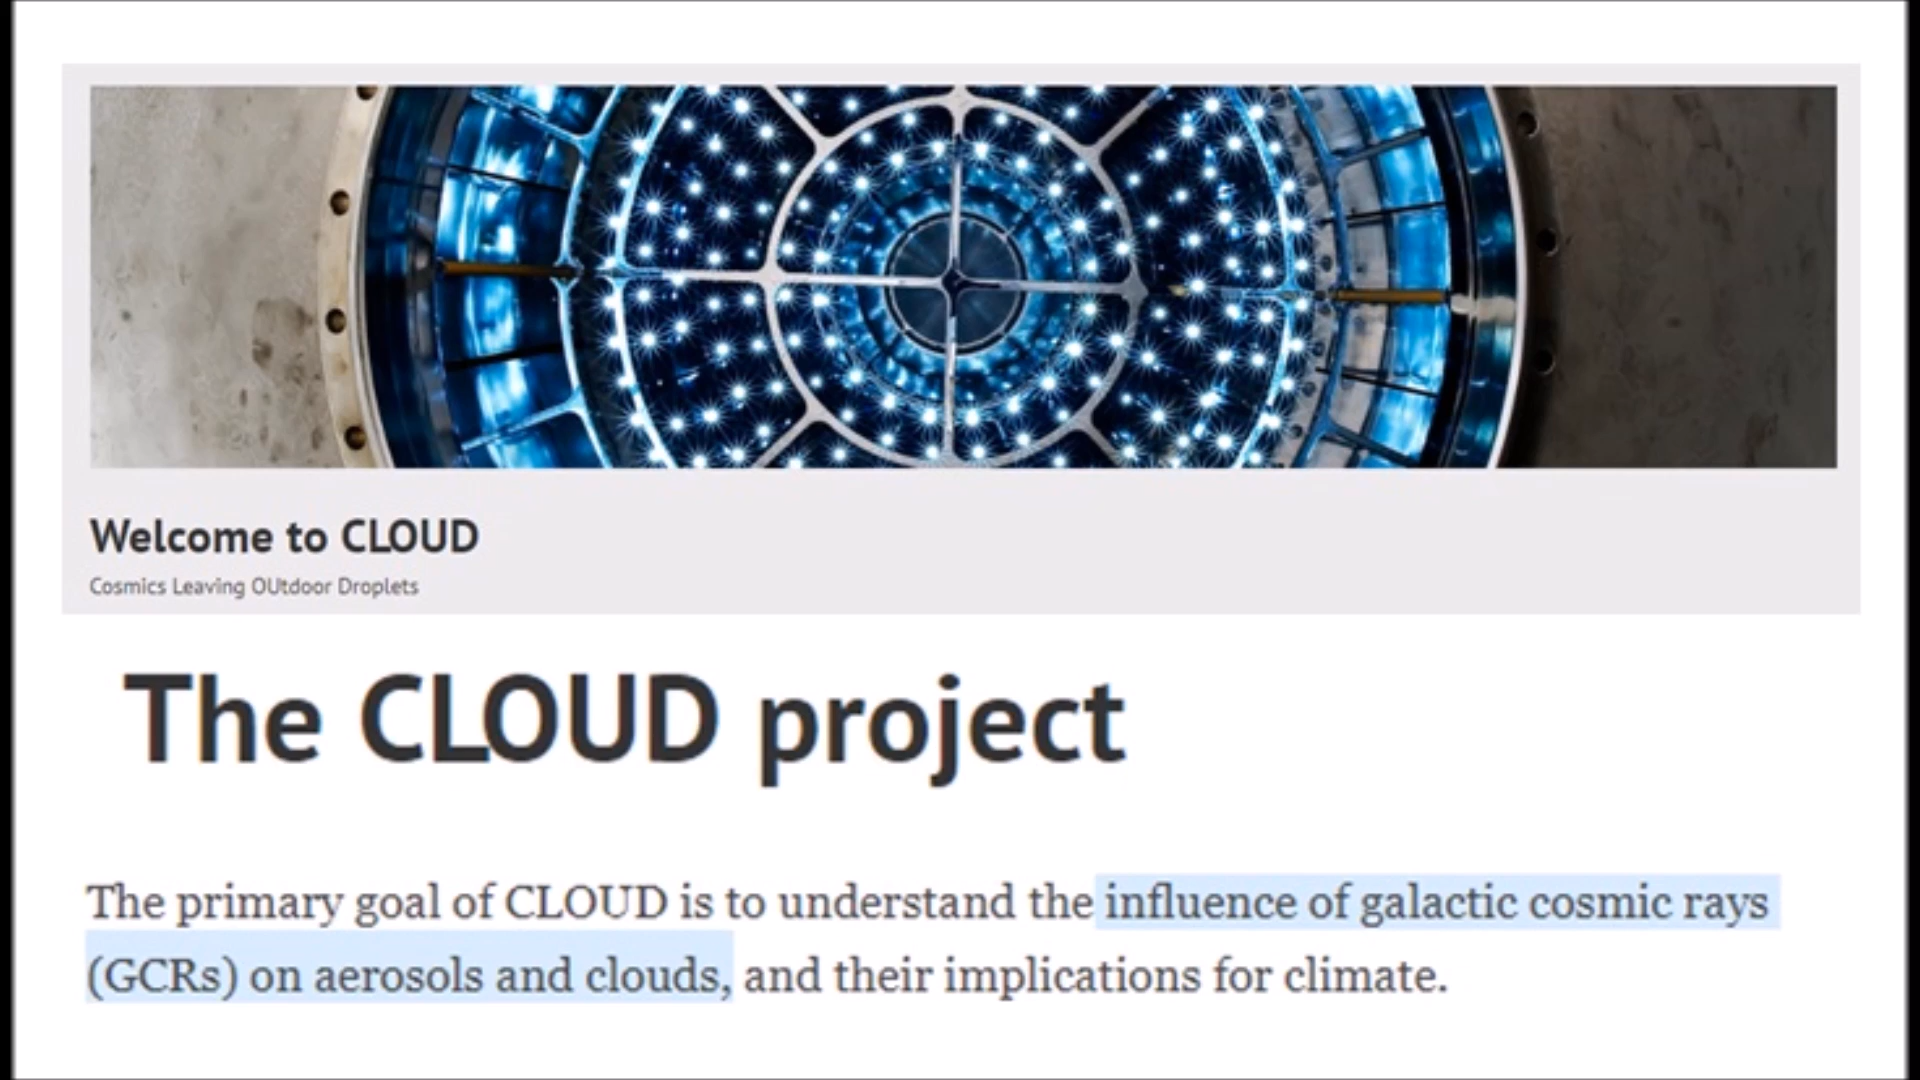 Welcome to CLOUD
Cosmics Leaving OUtdoor Droplets
The CLOUD project
The primary goal of CLOUD is to understand the influence of galactic cosmic rays
(GCRs) on aerosols and clouds, and their implications for climate.